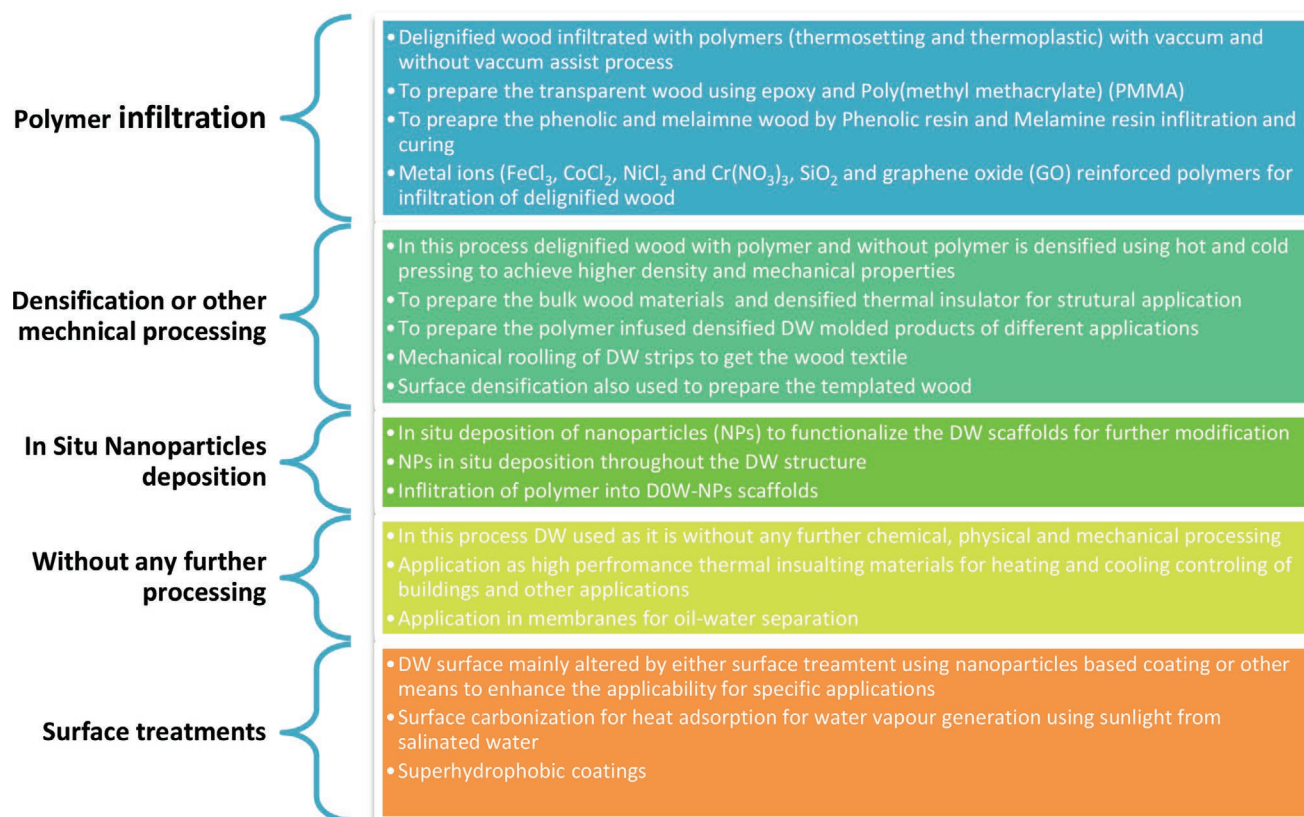 Polymer infiltration
• Delignified wood infiltrated with polymers (thermosetting and thermoplastic) with vaccum and
without vaccum assist process
• To prepare the transparent wood using epoxy and Poly(methyl methacrylate) (PMMA)
• To preapre the phenolic and melaimne wood by Phenolic resin and Melamine resin inflitration and
curing
• Metal ions (FeCl₃, CoCl₂, NiCl₂ and Cr(NO₃)₃, SiO₂ and graphene oxide (GO) reinforced polymers for
infiltration of delignified wood
Densification or other
mechnical processing
• In this process delignified wood with polymer and without polymer is densified using hot and cold
pressing to achieve higher density and mechanical properties
• To prepare the bulk wood materials and densified thermal insulator for strutural application
• To prepare the polymer infused densified DW molded products of different applications
• Mechanical roolling of DW strips to get the wood textile
• Surface densification also used to prepare the templated wood
In Situ Nanoparticles
deposition
• In situ deposition of nanoparticles (NPs) to functionalize the DW scaffolds for further modification
• NPs in situ deposition throughout the DW structure
• Inflitration of polymer into D0W-NPs scaffolds
Without any further
processing
• In this process DW used as it is without any further chemical, physical and mechanical processing
• Application as high perfromance thermal insualting materials for heating and cooling controling of
buildings and other applications
• Application in membranes for oil-water separation
Surface treatments
• DW surface mainly altered by either surface treamtent using nanoparticles based coating or other
means to enhance the applicability for specific applications
• Surface carbonization for heat adsorption for water vapour generation using sunlight from
salinated water
• Superhydrophobic coatings